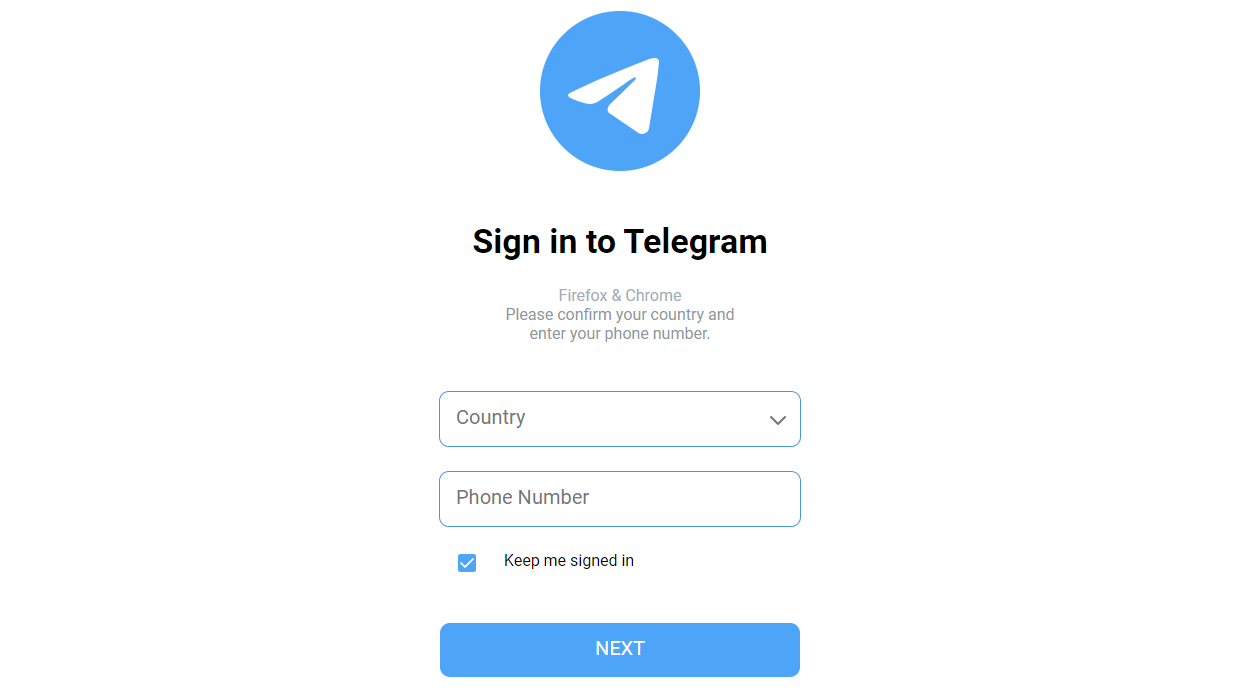 Sign in to Telegram
Firefox & Chrome
Please confirm your country and
enter your phone number.
Country
Phone Number
Keep me signed in
NEXT